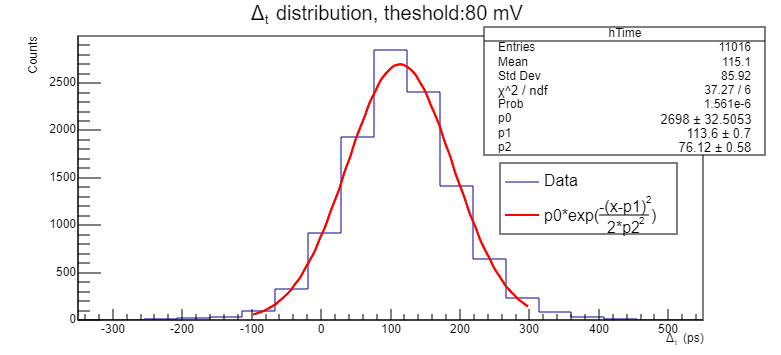 Δt distribution, theshold:80 mV
Counts
hTime
Entries 11016
Mean 115.1
Std Dev 85.92
χ^2 / ndf 37.27 / 6
Prob 1.561e-6
p0 2698 ± 32.5053
p1 113.6 ± 0.7
p2 76.12 ± 0.58
Data
p0*exp(-(x-p1)²/2*p2²)
2500
2000
1500
1000
500
0
-300 -200 -100 0 100 200 300 400 500
Δt (ps)